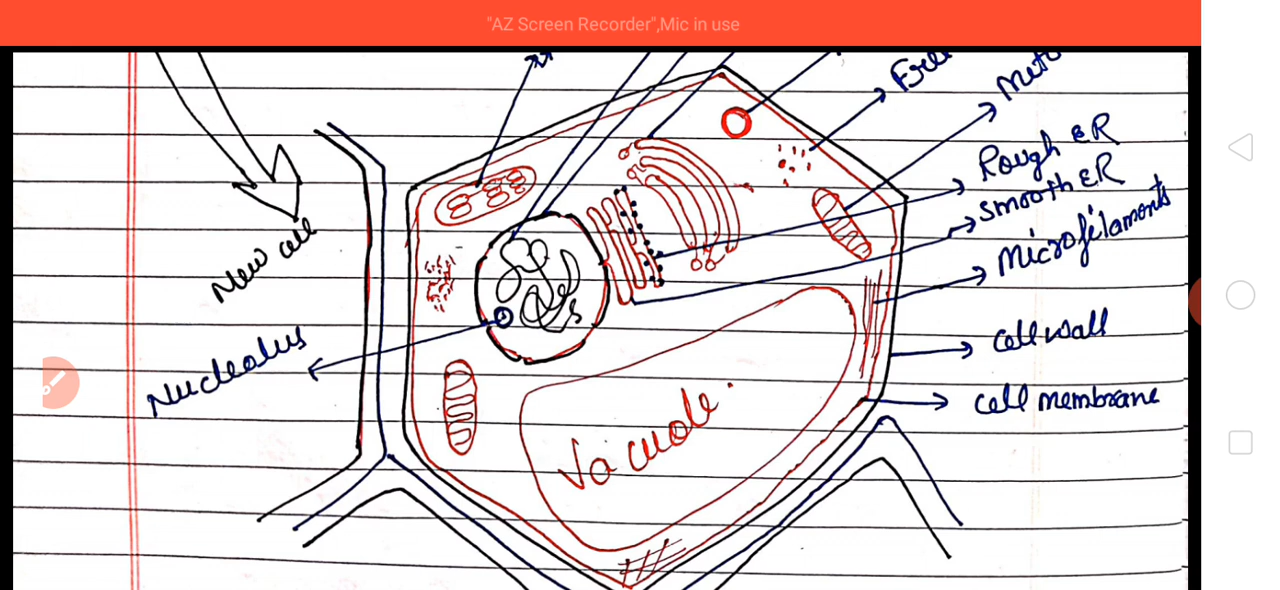 "AZ Screen Recorder",Mic in use
Rough ER
smooth ER
Microfilaments
New cell
cell wall
Nucleolus
cell membrane
Vacuole.